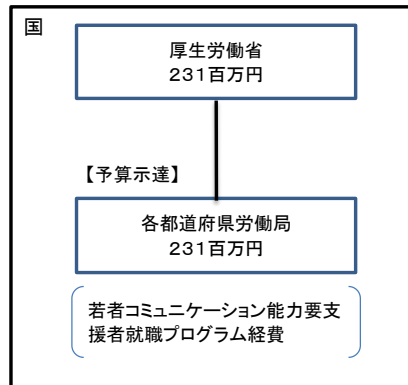 国
厚生労働省
231百万円
【予算示達】
各都道府県労働局
231百万円
若者コミュニケーション能力要支
援者就職プログラム経費